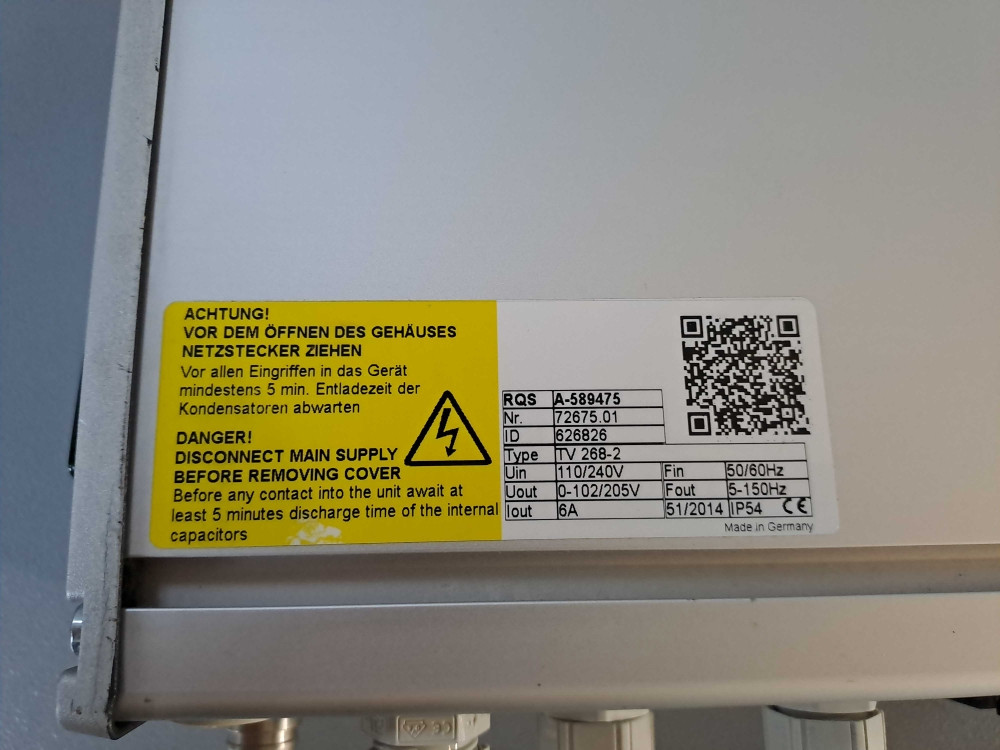 ACHTUNG!
VOR DEM ÖFFNEN DES GEHÄUSES
NETZSTECKER ZIEHEN
Vor allen Eingriffen in das Gerät
mindestens 5 min. Entladezeit der
Kondensatoren abwarten
DANGER!
DISCONNECT MAIN SUPPLY
BEFORE REMOVING COVER
Before any contact into the unit await at
least 5 minutes discharge time of the internal
capacitors
RQS A-589475
Nr. 72675.01
ID 626826
Type TV 268-2
Uin 110/240V Fin 50/60Hz
Uout 0-102/205V Fout 5-150Hz
Iout 6A 51/2014 IP54 CE
Made in Germany